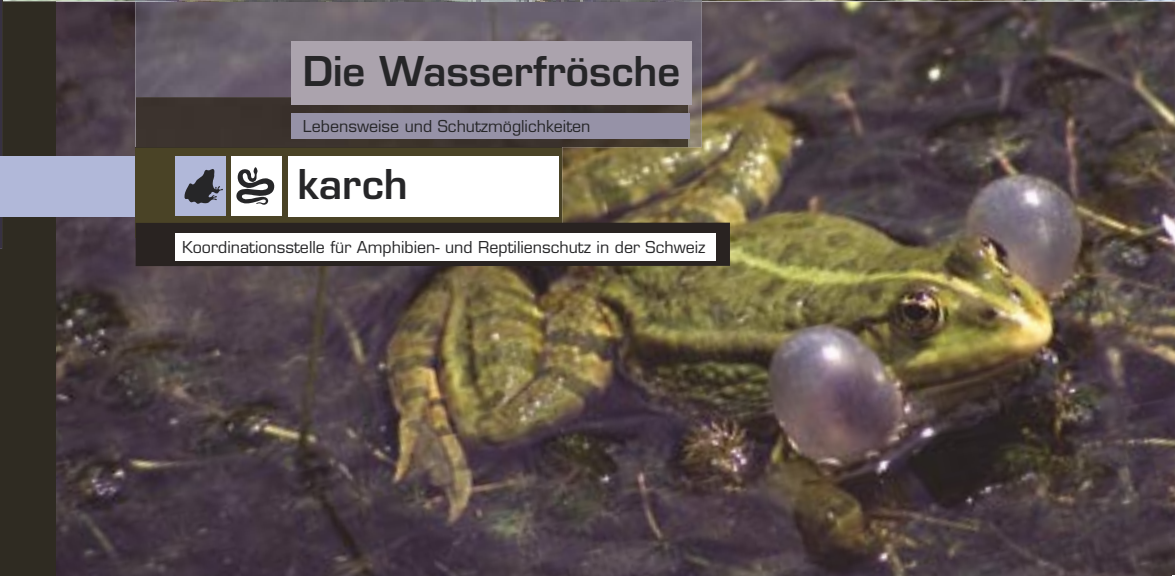 Die Wasserfrösche
Lebensweise und Schutzmöglichkeiten
karch
Koordinationsstelle für Amphibien- und Reptilienschutz in der Schweiz